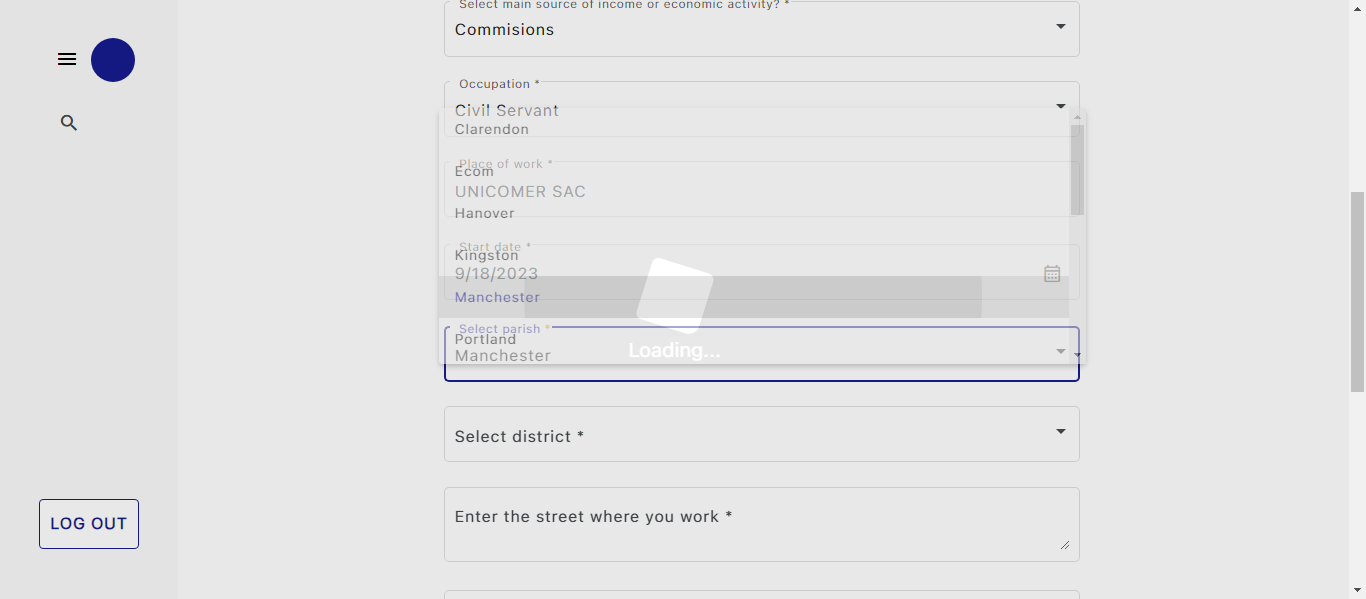 Select main source of income or economic activity? *
Commisions
Occupation *
Civil Servant
Clarendon
Place of work *
Ecom
UNICOMER SAC
Hanover
Start date *
Kingston
9/18/2023
Manchester
Select parish *
Portland
Manchester
Loading...
Select district *
Enter the street where you work *
LOG OUT